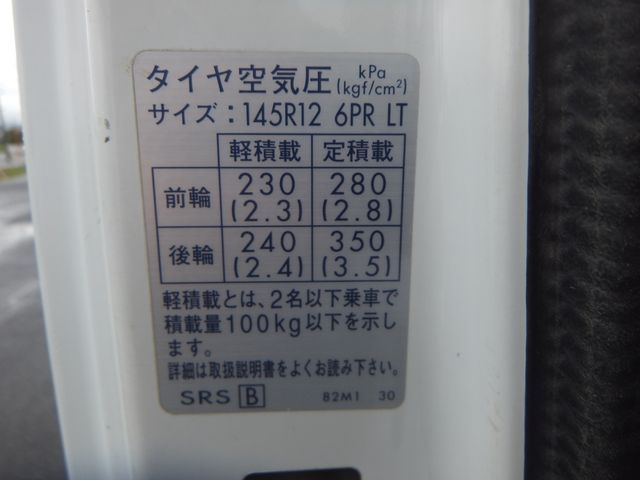 タイヤ空気圧 kPa (kgf/cm²)
サイズ：145R12 6PR LT
軽積載 定積載
前輪 230 (2.3) 280 (2.8)
後輪 240 (2.4) 350 (3.5)
軽積載とは、2名以下乗車で
積載量100kg以下を示し
ます。
詳細は取扱説明書をよくお読み下さい。
SRS B 82M1 30